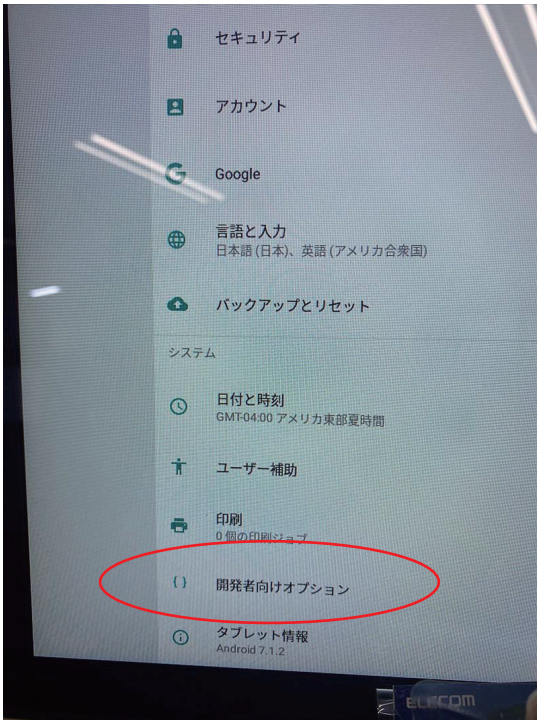 セキュリティ
アカウント
Google
言語と入力
日本語 (日本)、英語 (アメリカ合衆国)
バックアップとリセット
システム
日付と時刻
GMT-04:00 アメリカ東部夏時間
ユーザー補助
印刷
0 個の印刷ジョブ
{ } 開発者向けオプション
タブレット情報
Android 7.1.2
ELECOM